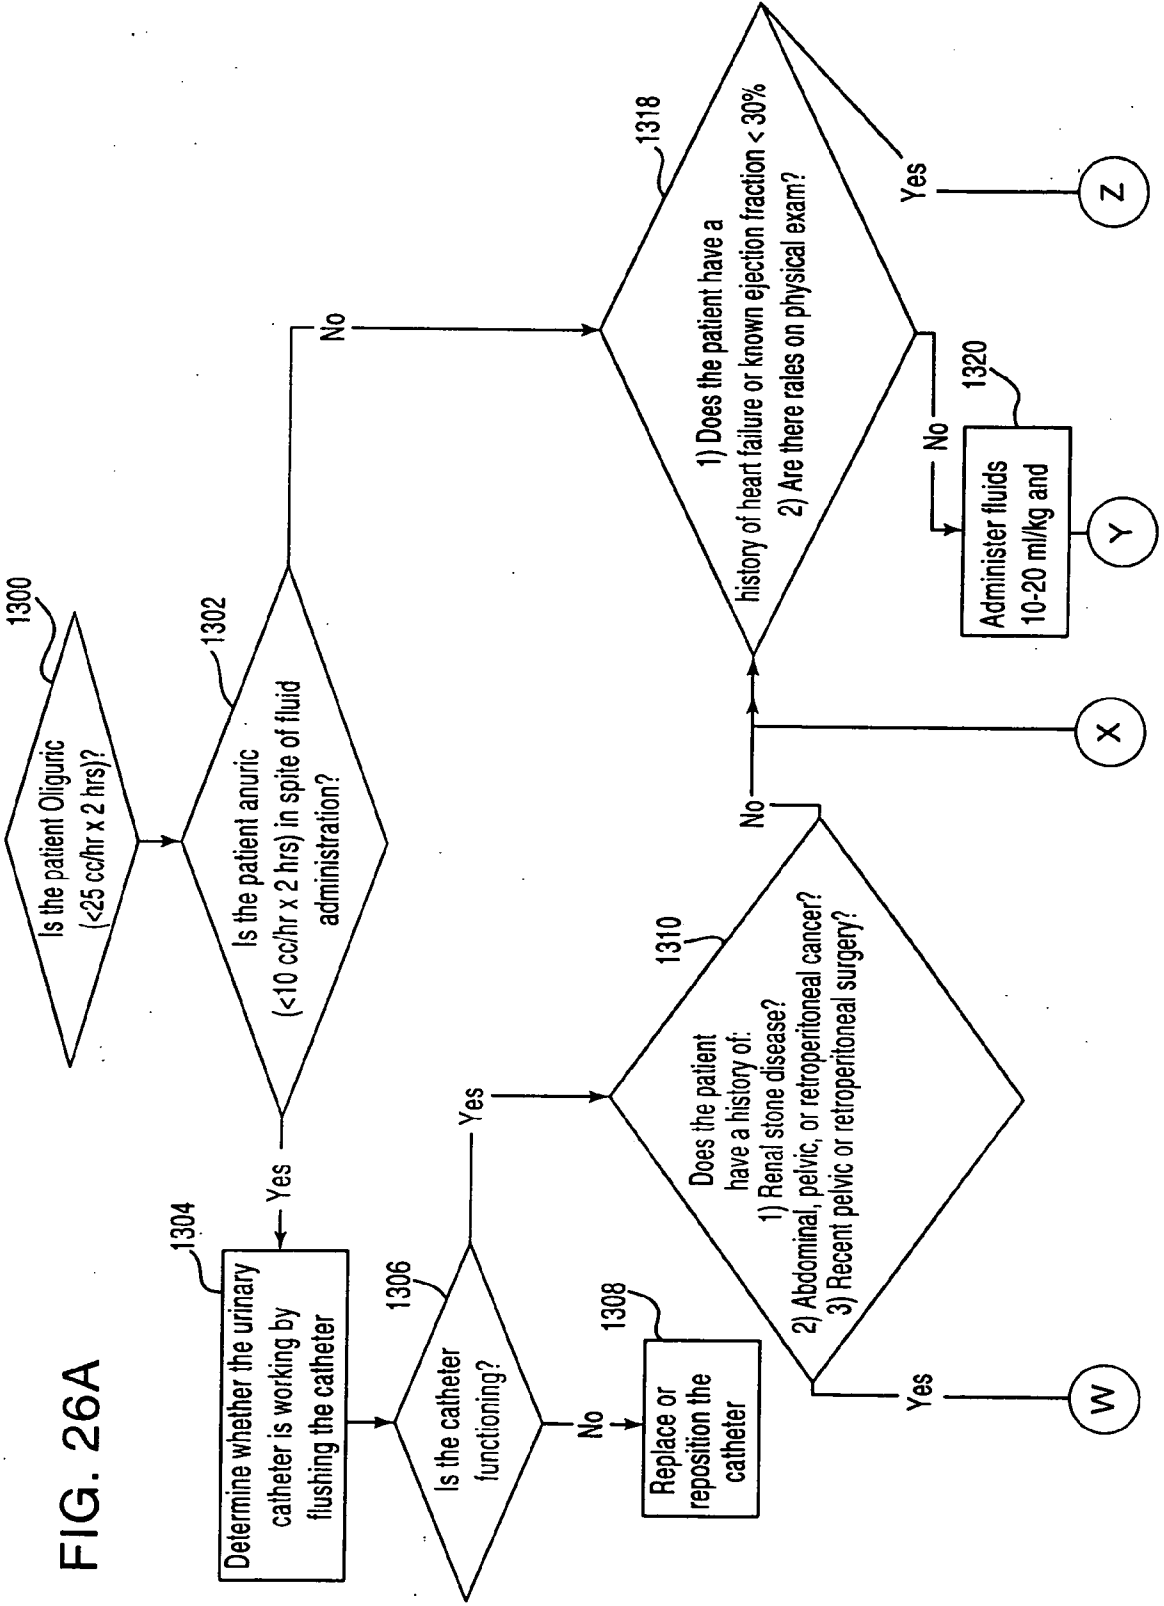 FIG. 26A
1300
Is the patient Oliguric
(<25 cc/hr x 2 hrs)?
1302
Is the patient anuric
(<10 cc/hr x 2 hrs) in spite of fluid
administration?
Yes
No
1304
Determine whether the urinary
catheter is working by
flushing the catheter
1306
Is the catheter
functioning?
Yes
No
1308
Replace or
reposition the
catheter
1310
Does the patient
have a history of:
1) Renal stone disease?
2) Abdominal, pelvic, or retroperitoneal cancer?
3) Recent pelvic or retroperitoneal surgery?
Yes
No
1318
1) Does the patient have a
history of heart failure or known ejection fraction < 30%
2) Are there rales on physical exam?
No
Yes
1320
Administer fluids
10-20 ml/kg and
W
X
Y
Z